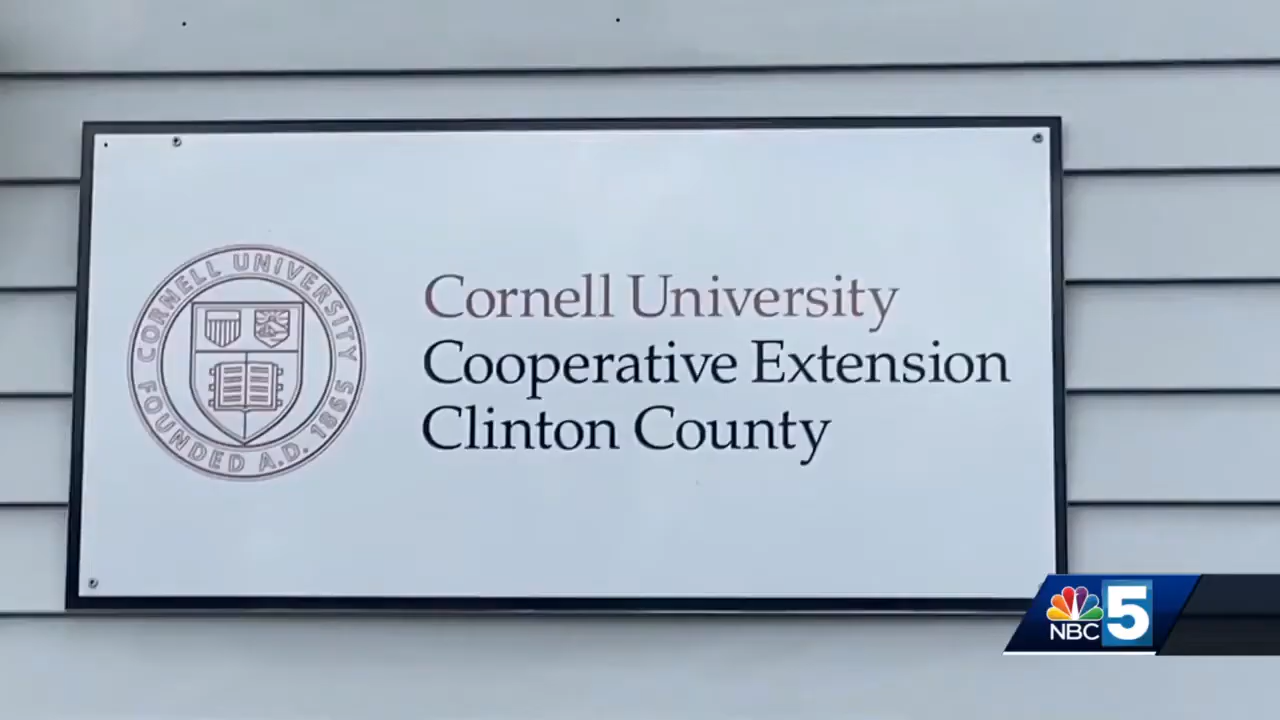 CORNELL UNIVERSITY
FOUNDED A.D. 1865
Cornell University
Cooperative Extension
Clinton County
NBC 5